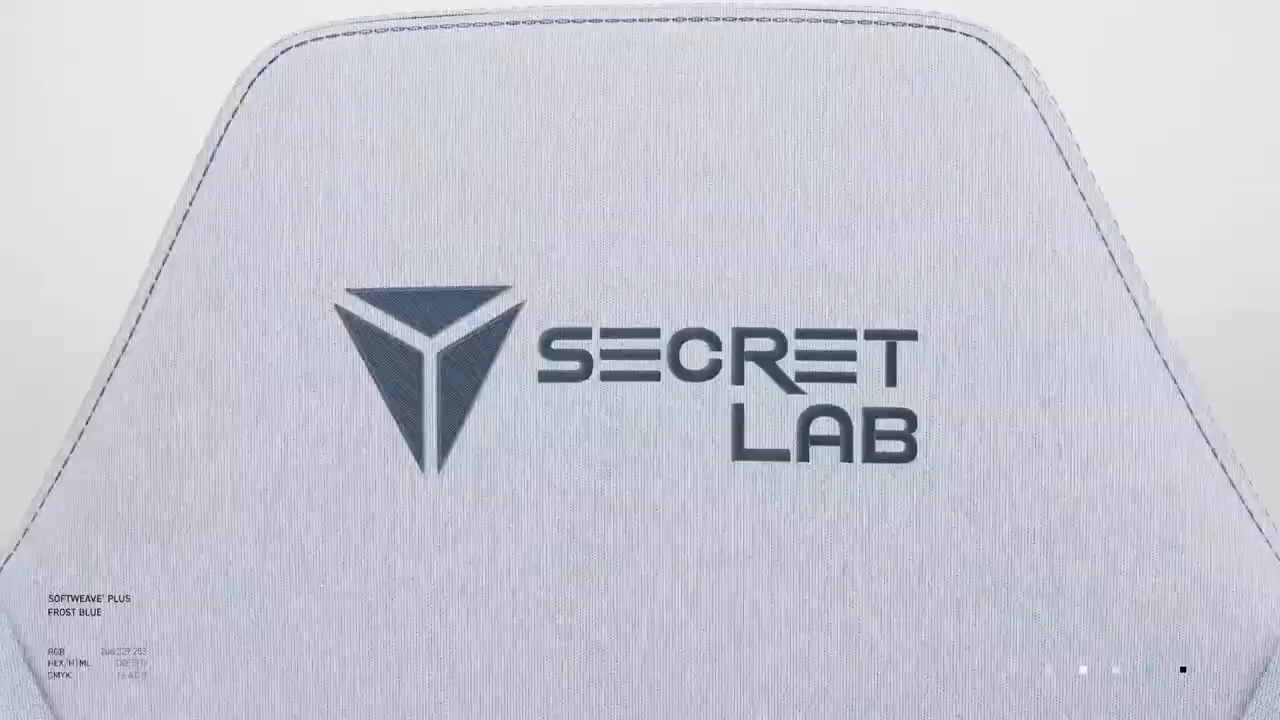 SECRET
LAB
SOFTWEAVE® PLUS
FROST BLUE
RGB
HEX/HTML
CMYK